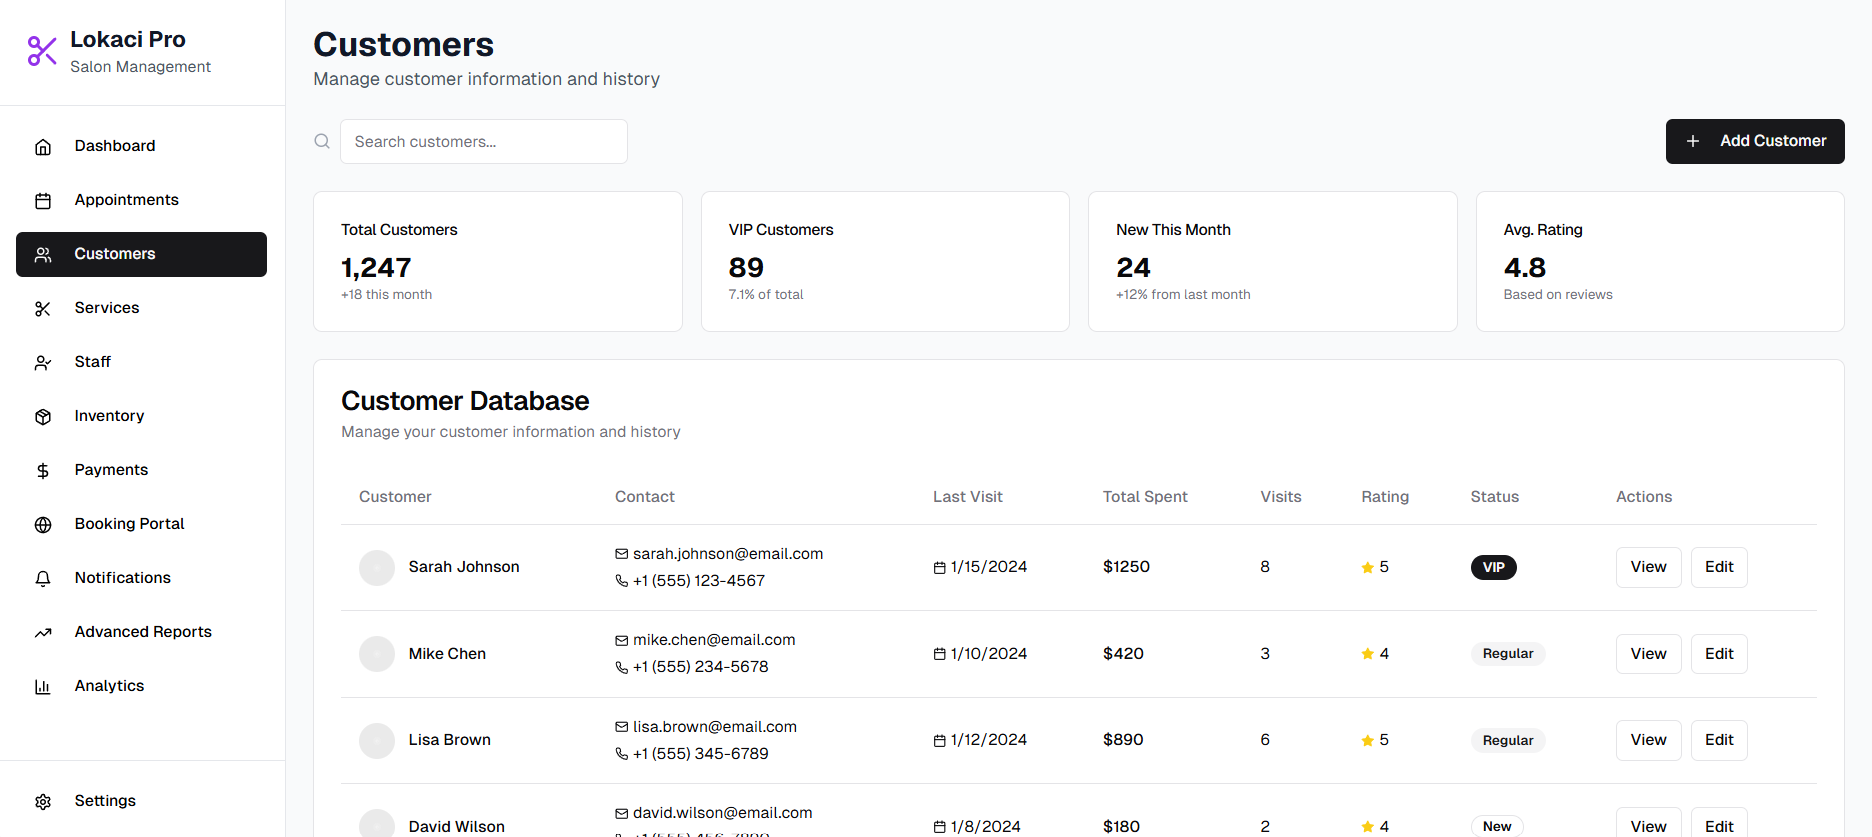 Lokaci Pro
Salon Management
Dashboard
Appointments
Customers
Services
Staff
Inventory
Payments
Booking Portal
Notifications
Advanced Reports
Analytics
Settings
Customers
Manage customer information and history
Search customers...
Add Customer
Total Customers
1,247
+18 this month
VIP Customers
89
7.1% of total
New This Month
24
+12% from last month
Avg. Rating
4.8
Based on reviews
Customer Database
Manage your customer information and history
Customer Contact Last Visit Total Spent Visits Rating Status Actions
Sarah Johnson sarah.johnson@email.com 1/15/2024 $1250 8 5 VIP View Edit
+1 (555) 123-4567
Mike Chen mike.chen@email.com 1/10/2024 $420 3 4 Regular View Edit
+1 (555) 234-5678
Lisa Brown lisa.brown@email.com 1/12/2024 $890 6 5 Regular View Edit
+1 (555) 345-6789
David Wilson david.wilson@email.com 1/8/2024 $180 2 4 New View Edit